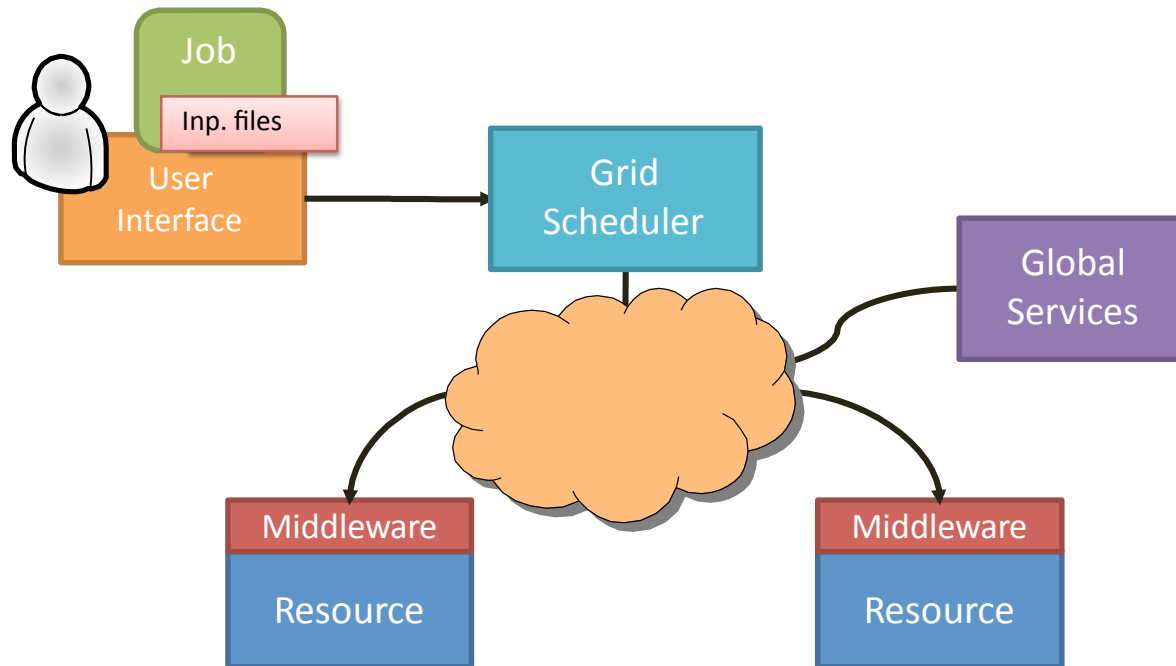 Job
Inp. files
User
Interface
Grid
Scheduler
Global
Services
Middleware
Resource
Middleware
Resource